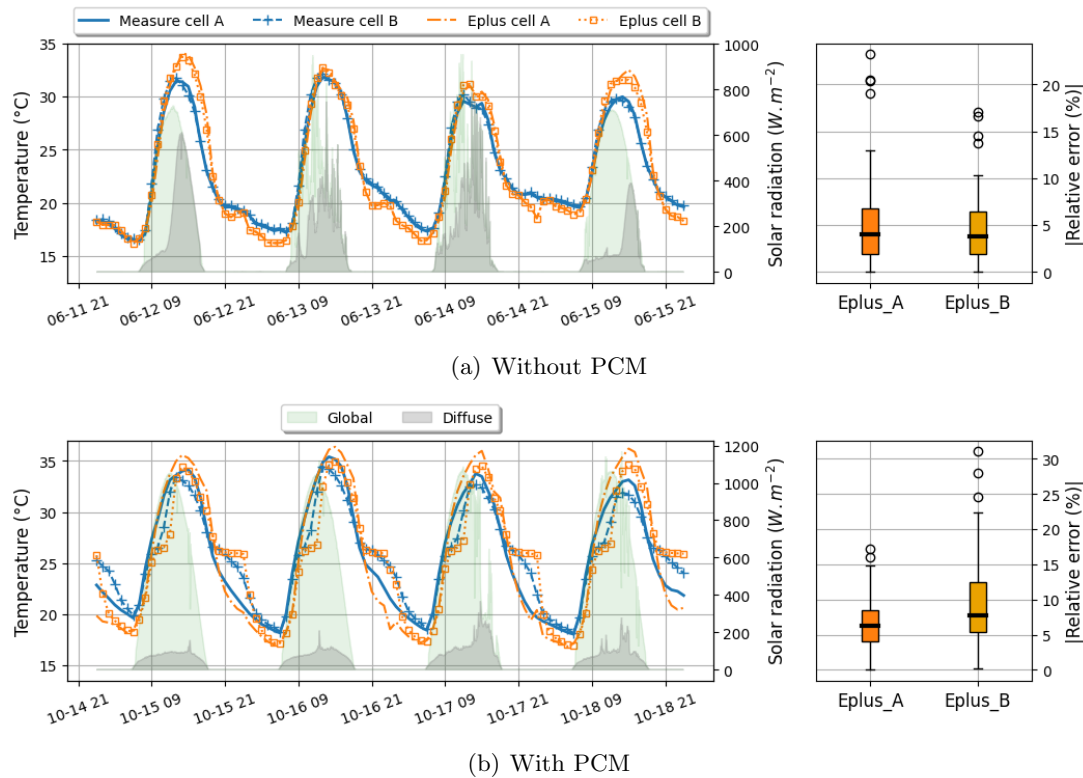 Measure cell A Measure cell B Eplus cell A Eplus cell B
35
30
25
20
15
Temperature (°C)
1000
800
600
400
200
0
Solar radiation (W.m⁻²)
06-11 21 06-12 09 06-12 21 06-13 09 06-13 21 06-14 09 06-14 21 06-15 09 06-15 21
20
15
10
5
0
|Relative error (%)|
Eplus_A Eplus_B
(a) Without PCM
Global Diffuse
35
30
25
20
15
Temperature (°C)
1200
1000
800
600
400
200
0
Solar radiation (W.m⁻²)
10-14 21 10-15 09 10-15 21 10-16 09 10-16 21 10-17 09 10-17 21 10-18 09 10-18 21
30
25
20
15
10
5
0
|Relative error (%)|
Eplus_A Eplus_B
(b) With PCM